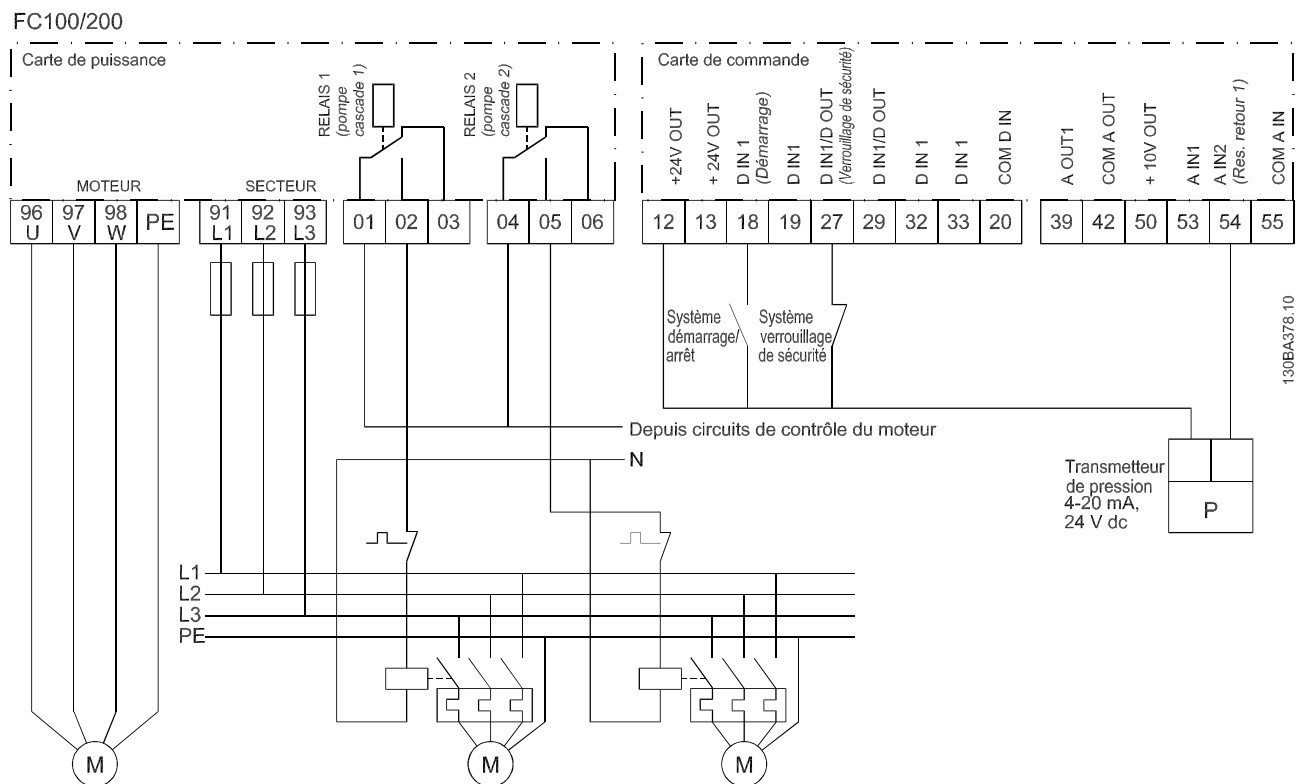 FC100/200
Carte de puissance
Carte de commande
RELAIS 1
(pompe
cascade 1)
RELAIS 2
(pompe
cascade 2)
+24V OUT
+ 24V OUT
D IN 1
(Démarrage)
D IN1
D IN1/D OUT
(Verrouillage de sécurité)
D IN1/D OUT
D IN 1
D IN 1
COM D IN
A OUT1
COM A OUT
+ 10V OUT
A IN1
A IN2
(Res. retour 1)
COM A IN
MOTEUR
SECTEUR
96 97 98 PE
U V W
91 92 93
L1 L2 L3
01 02 03
04 05 06
12 13 18 19 27 29 32 33 20
39 42 50 53 54 55
Système
démarrage/
arrêt
Système
verrouillage
de sécurité
130BA378.10
Depuis circuits de contrôle du moteur
N
Transmetteur
de pression
4-20 mA,
24 V dc
P
L1
L2
L3
PE
M
M
M